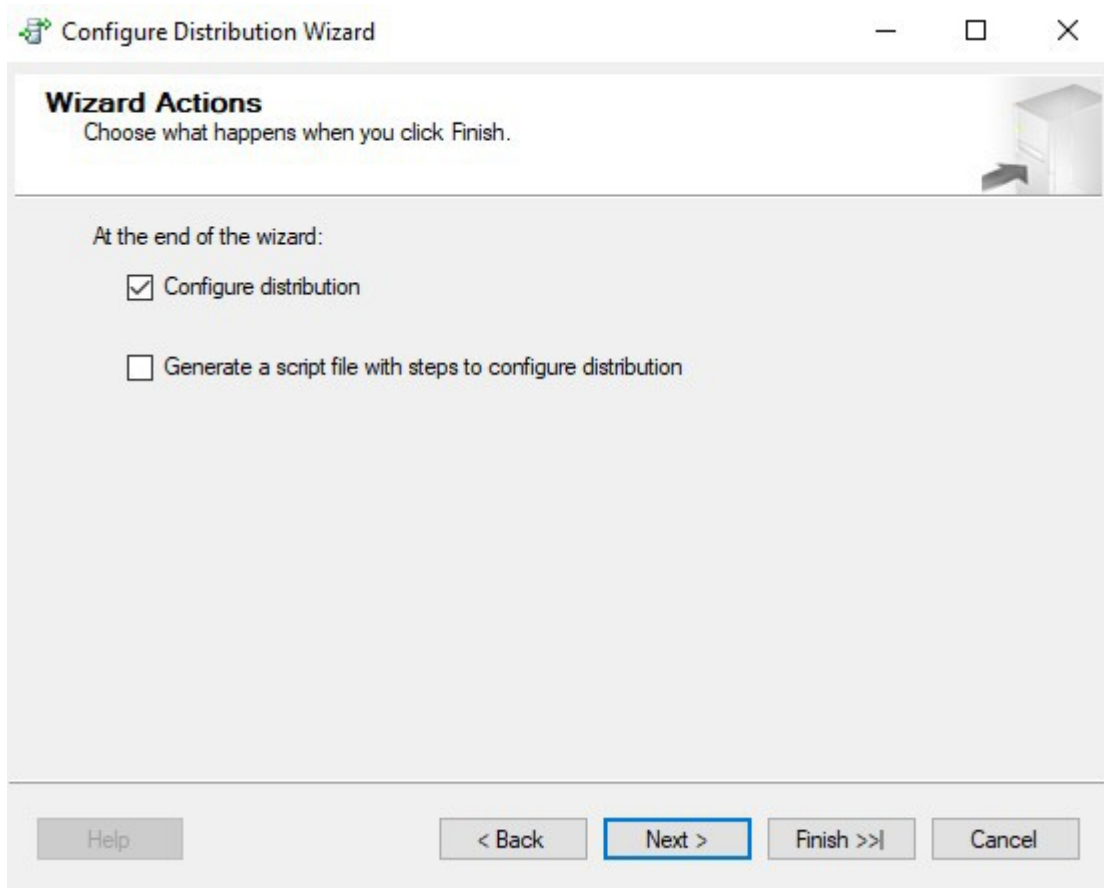 Configure Distribution Wizard
Wizard Actions
Choose what happens when you click Finish.
At the end of the wizard:
Configure distribution
Generate a script file with steps to configure distribution
Help
< Back
Next >
Finish >>|
Cancel